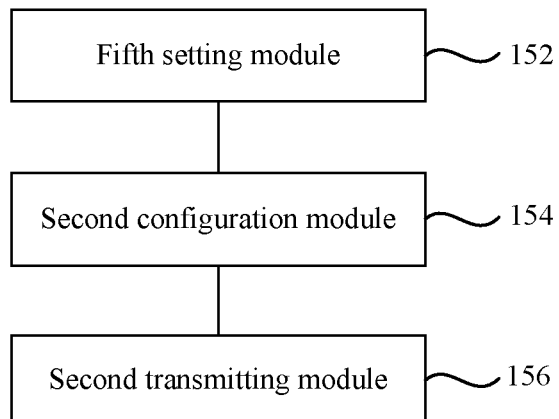 Fifth setting module 152
Second configuration module 154
Second transmitting module 156